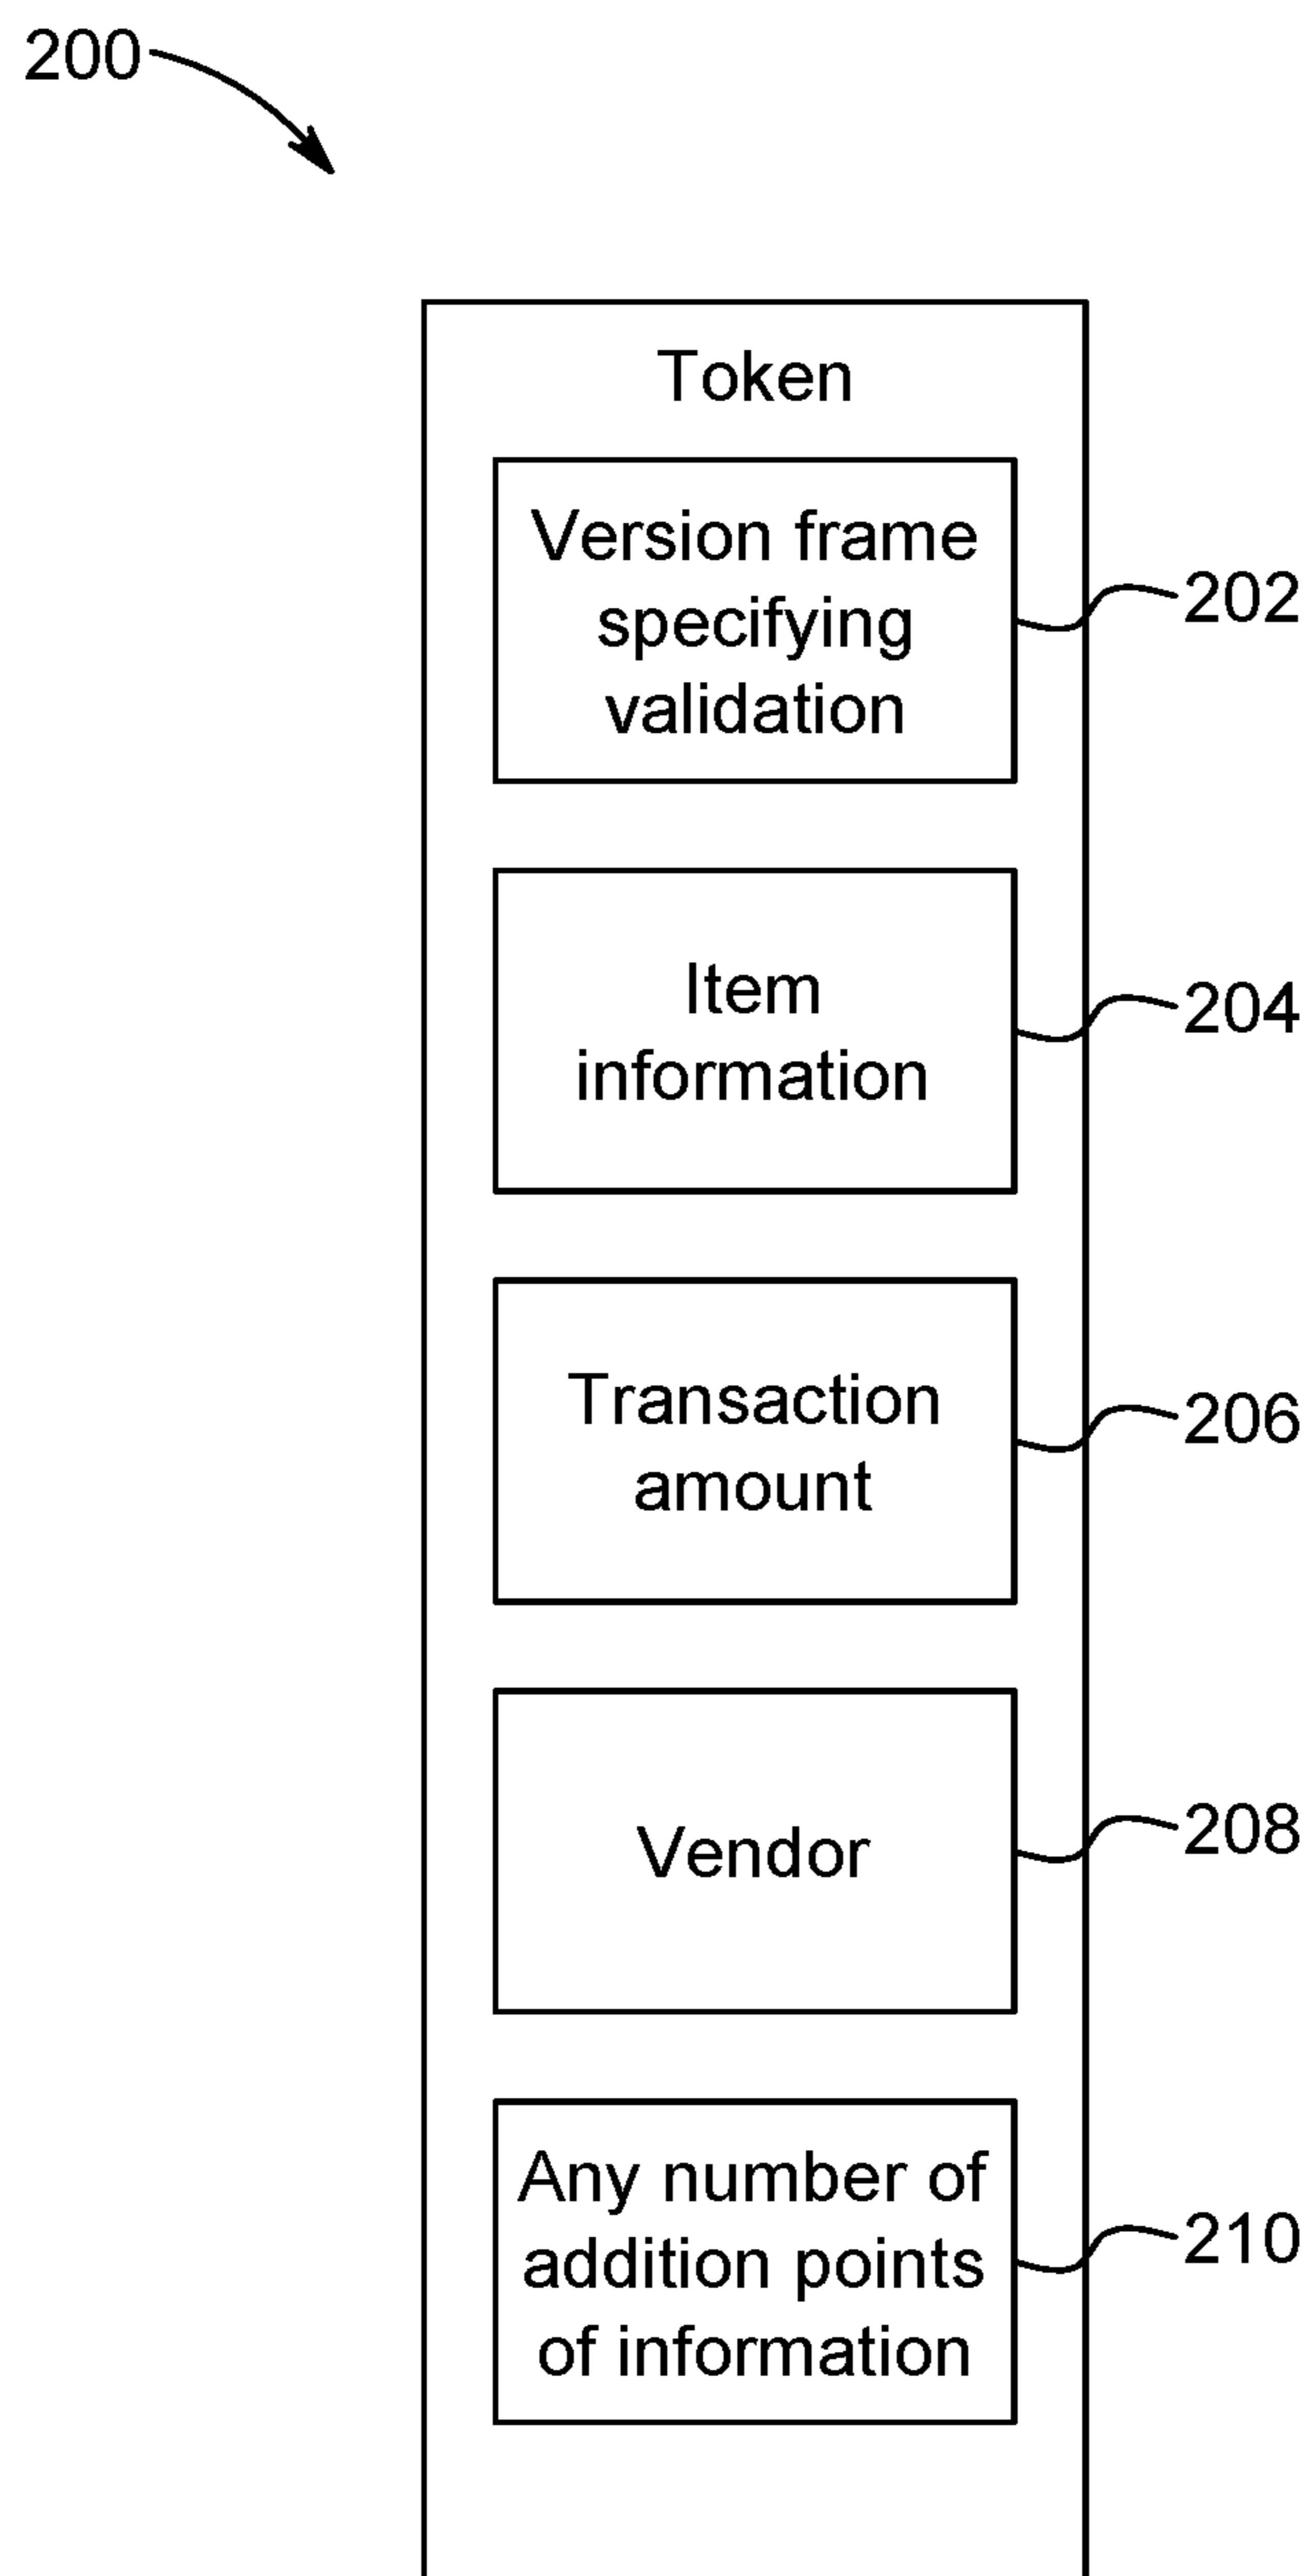 200
Token
Version frame
specifying
validation
202
Item
information
204
Transaction
amount
206
Vendor
208
Any number of
addition points
of information
210